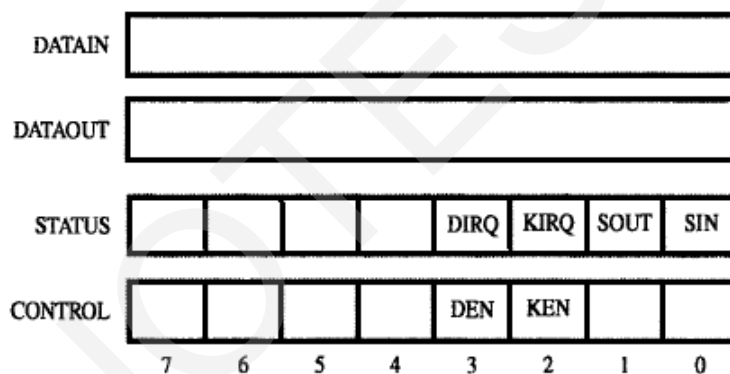 DATAIN
DATAOUT
STATUS DIRQ KIRQ SOUT SIN
CONTROL DEN KEN
7 6 5 4 3 2 1 0